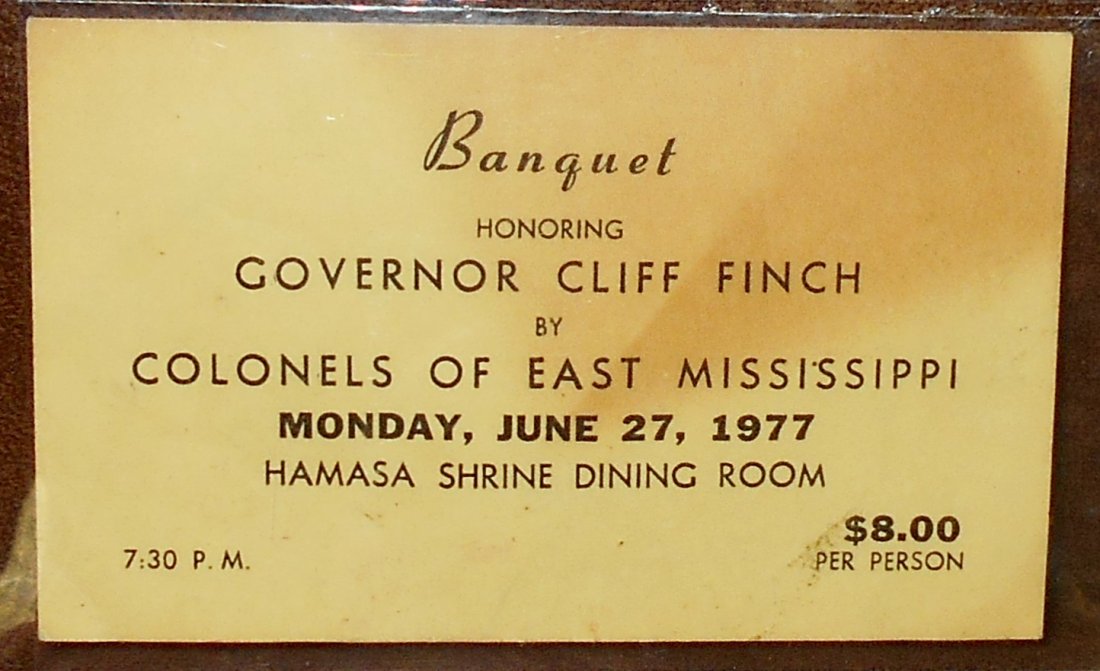 Banquet
HONORING
GOVERNOR CLIFF FINCH
BY
COLONELS OF EAST MISSISSIPPI
MONDAY, JUNE 27, 1977
HAMASA SHRINE DINING ROOM
$8.00
7:30 P. M. PER PERSON